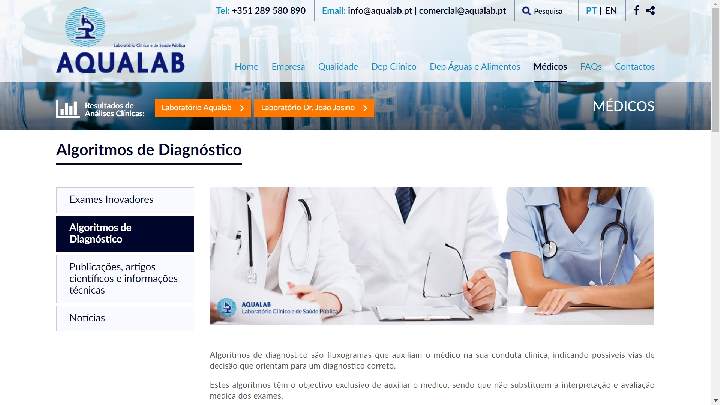 Tel: +351 289 580 890
Email: info@aqualab.pt | comercial@aqualab.pt
Pesquisa
PT | EN
Laboratório Clínico e de Saúde Pública
AQUALAB
Home Empresa Qualidade Dep Clínico Dep Águas e Alimentos Médicos FAQs Contactos
Resultados de
Análises Clínicas:
Laboratório Aqualab
Laboratório Dr. João Jasino
MÉDICOS
Algoritmos de Diagnóstico
Exames Inovadores
Algoritmos de
Diagnóstico
Publicações, artigos
científicos e informações
técnicas
Notícias
AQUALAB
Laboratório Clínico e de Saúde Pública
Algoritmos de diagnóstico são fluxogramas que auxiliam o médico na sua conduta clínica, indicando possíveis vias de
decisão que orientam para um diagnóstico correto.
Estes algoritmos têm o objectivo exclusivo de auxiliar o médico, sendo que não substituem a interpretação e avaliação
médica dos exames.